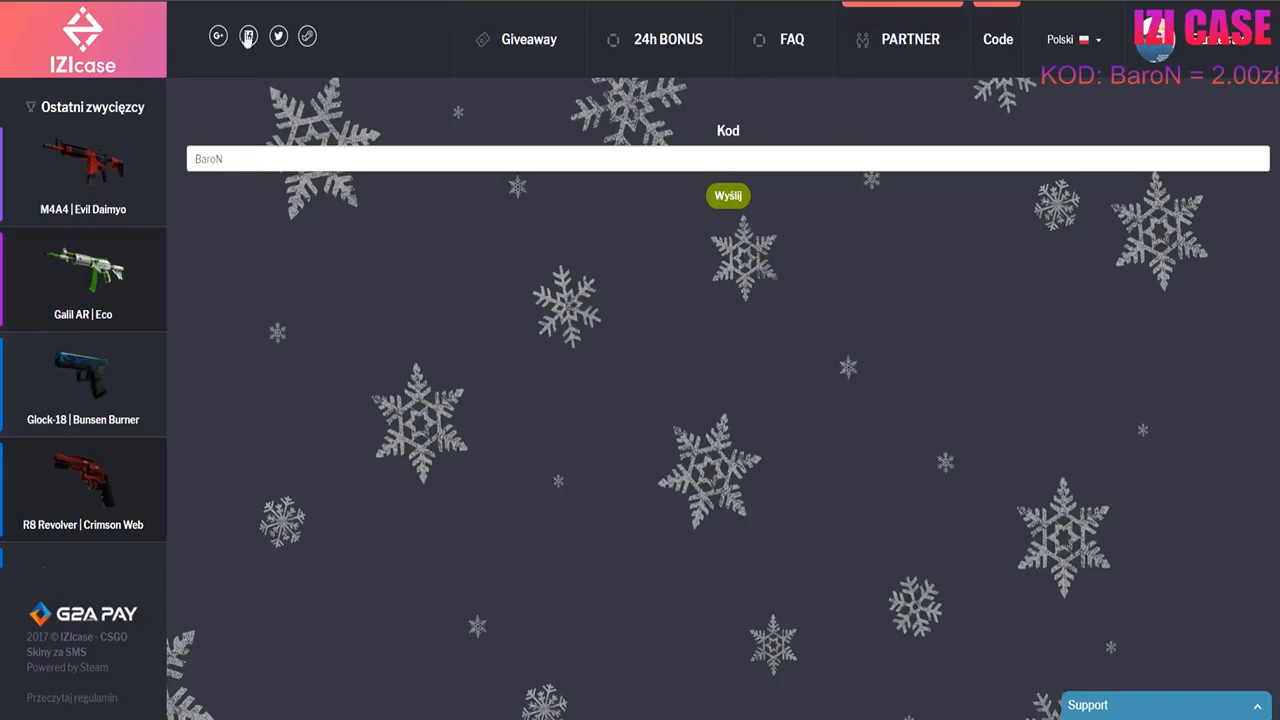 IZIcase
Giveaway
24h BONUS
FAQ
PARTNER
Code
Polski
IZI CASE
KOD: BaroN = 2.00zł
Ostatni zwycięzcy
M4A4 | Evil Daimyo
Galil AR | Eco
Glock-18 | Bunsen Burner
R8 Revolver | Crimson Web
G2A PAY
2017 © IZIcase - CSGO
Skiny za SMS
Powered by Steam
Przeczytaj regulamin
Kod
BaroN
Wyślij
Support